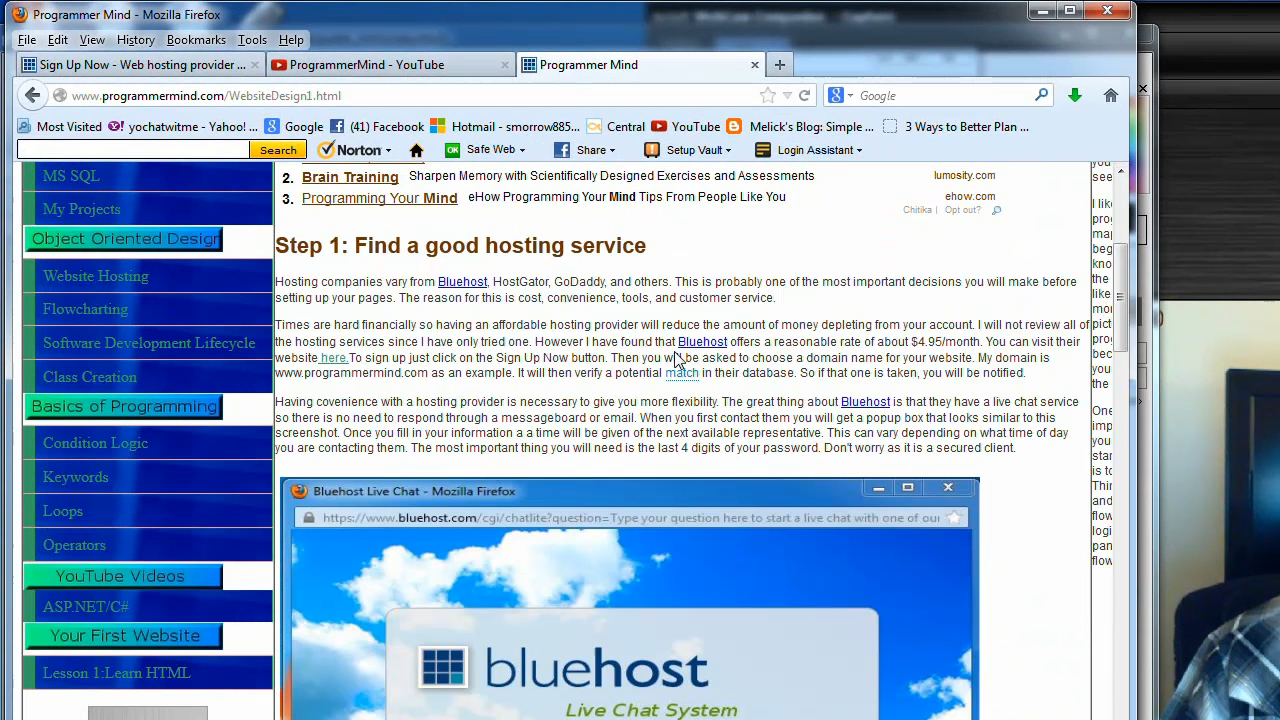 Programmer Mind - Mozilla Firefox
File Edit View History Bookmarks Tools Help
Sign Up Now - Web hosting provider ... ProgrammerMind - YouTube Programmer Mind
www.programmermind.com/WebsiteDesign1.html Google
Most Visited yochatwitme - Yahoo! ... Google (41) Facebook Hotmail - smorrow885... Central YouTube Melick's Blog: Simple ... 3 Ways to Better Plan ...
Search Norton Safe Web Share Setup Vault Login Assistant
MS SQL
My Projects
Object Oriented Design
Website Hosting
Flowcharting
Software Development Lifecycle
Class Creation
Basics of Programming
Condition Logic
Keywords
Loops
Operators
YouTube Videos
ASP.NET/C#
Your First Website
Lesson 1:Learn HTML
2. Brain Training Sharpen Memory with Scientifically Designed Exercises and Assessments lumosity.com
3. Programming Your Mind eHow Programming Your Mind Tips From People Like You ehow.com
Chitika | Opt out?
Step 1: Find a good hosting service
Hosting companies vary from Bluehost, HostGator, GoDaddy, and others. This is probably one of the most important decisions you will make before
setting up your pages. The reason for this is cost, convenience, tools, and customer service.
Times are hard financially so having an affordable hosting provider will reduce the amount of money depleting from your account. I will not review all of
the hosting services since I have only tried one. However I have found that Bluehost offers a reasonable rate of about $4.95/month. You can visit their
website here.To sign up just click on the Sign Up Now button. Then you will be asked to choose a domain name for your website. My domain is
www.programmermind.com as an example. It will then verify a potential match in their database. So if that one is taken, you will be notified.
Having covenience with a hosting provider is necessary to give you more flexibility. The great thing about Bluehost is that they have a live chat service
so there is no need to respond through a messageboard or email. When you first contact them you will get a popup box that looks similar to this
screenshot. Once you fill in your information a a time will be given of the next available representative. This can vary depending on what time of day
you are contacting them. The most important thing you will need is the last 4 digits of your password. Don't worry as it is a secured client.
Bluehost Live Chat - Mozilla Firefox
https://www.bluehost.com/cgi/chatlite?question=Type your question here to start a live chat with one of our
bluehost
Live Chat System